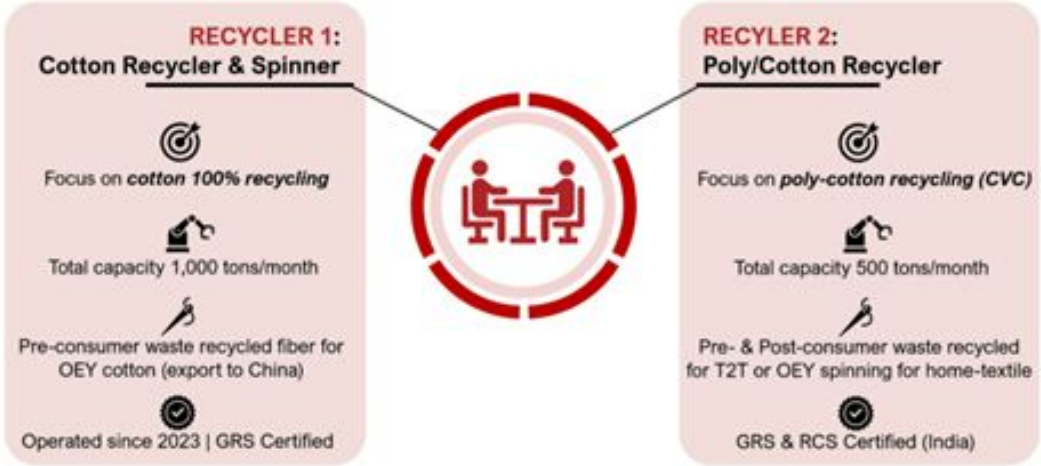 RECYCLER 1:
Cotton Recycler & Spinner
Focus on cotton 100% recycling
Total capacity 1,000 tons/month
Pre-consumer waste recycled fiber for
OEY cotton (export to China)
Operated since 2023 | GRS Certified
RECYLER 2:
Poly/Cotton Recycler
Focus on poly-cotton recycling (CVC)
Total capacity 500 tons/month
Pre- & Post-consumer waste recycled
for T2T or OEY spinning for home-textile
GRS & RCS Certified (India)